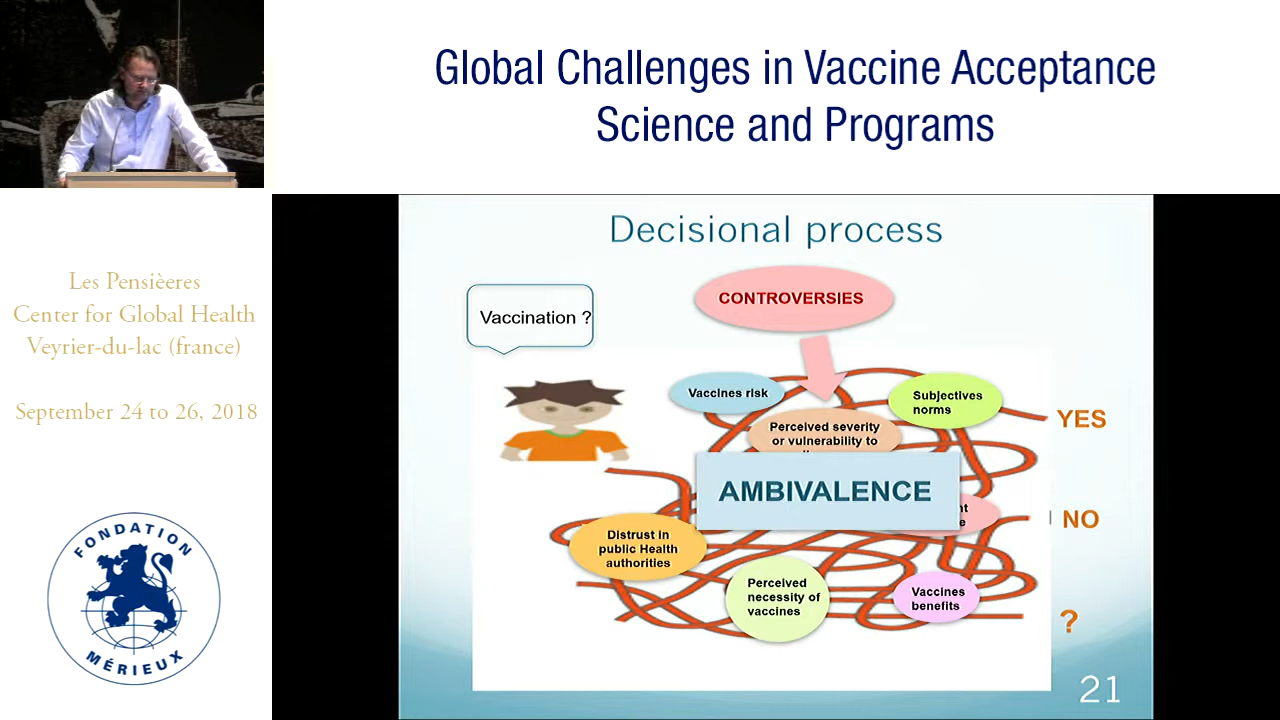 Global Challenges in Vaccine Acceptance
Science and Programs
Les Pensièeres
Center for Global Health
Veyrier-du-lac (france)
September 24 to 26, 2018
FONDATION
MÉRIEUX
Decisional process
Vaccination ?
CONTROVERSIES
Vaccines risk
Subjectives
norms
Perceived severity
or vulnerability to
YES
AMBIVALENCE
NO
Distrust in
public Health
authorities
Perceived
necessity of
vaccines
Vaccines
benefits
?
21